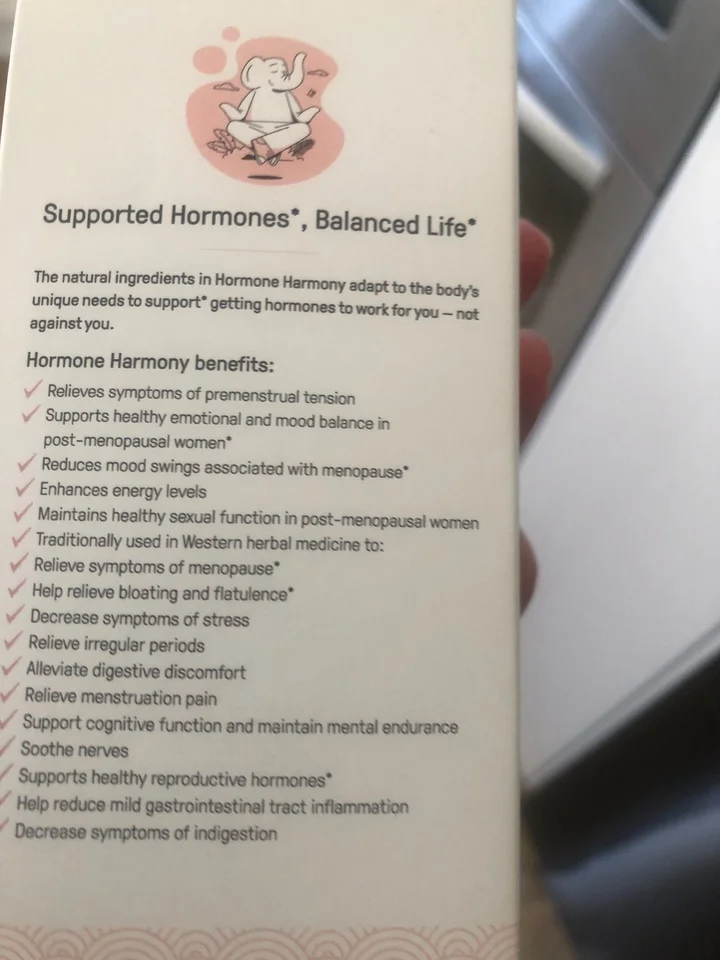 Supported Hormones*, Balanced Life*
The natural ingredients in Hormone Harmony adapt to the body's
unique needs to support* getting hormones to work for you – not
against you.
Hormone Harmony benefits:
Relieves symptoms of premenstrual tension
Supports healthy emotional and mood balance in
post-menopausal women*
Reduces mood swings associated with menopause*
Enhances energy levels
Maintains healthy sexual function in post-menopausal women
Traditionally used in Western herbal medicine to:
Relieve symptoms of menopause*
Help relieve bloating and flatulence*
Decrease symptoms of stress
Relieve irregular periods
Alleviate digestive discomfort
Relieve menstruation pain
Support cognitive function and maintain mental endurance
Soothe nerves
Supports healthy reproductive hormones*
Help reduce mild gastrointestinal tract inflammation
Decrease symptoms of indigestion